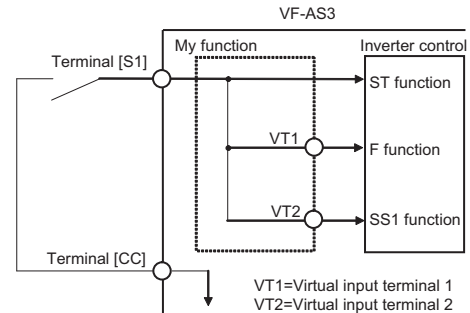 VF-AS3
My function
Inverter control
Terminal [S1]
ST function
VT1
F function
VT2
SS1 function
Terminal [CC]
VT1=Virtual input terminal 1
VT2=Virtual input terminal 2